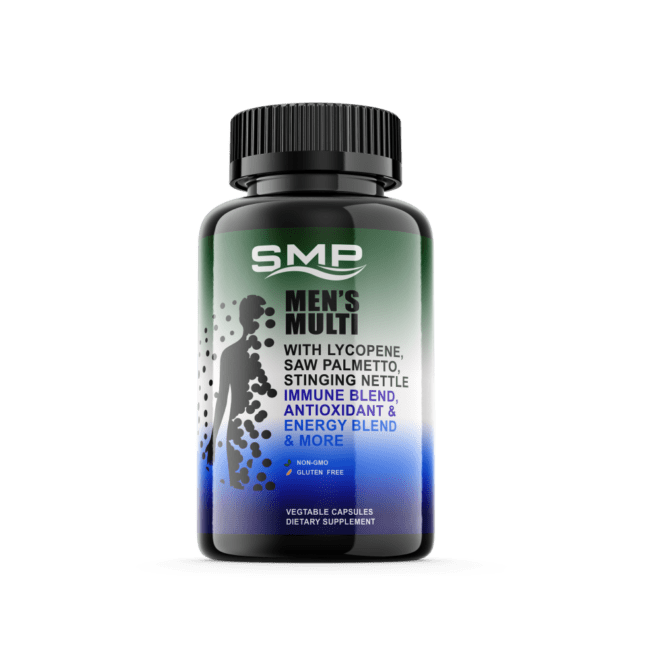 SMP
MEN'S
MULTI
WITH LYCOPENE,
SAW PALMETTO,
STINGING NETTLE
IMMUNE BLEND,
ANTIOXIDANT &
ENERGY BLEND
& MORE
NON-GMO
GLUTEN FREE
VEGTABLE CAPSULES
DIETARY SUPPLEMENT